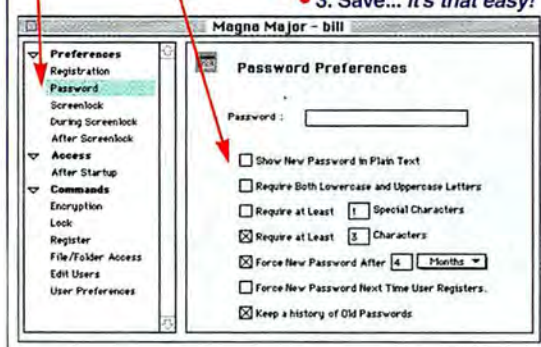 • 3. Save... it's that easy!
Magna Major - bill
Preferences
Registration
Password
Screenlock
During Screenlock
After Screenlock
Access
After Startup
Commands
Encryption
Lock
Register
File/Folder Access
Edit Users
User Preferences
Password Preferences
Password :
Show New Password in Plain Text
Require Both Lowercase and Uppercase Letters
Require at Least 1 Special Characters
Require at Least 3 Characters
Force New Password After 4 Months
Force New Password Next Time User Registers.
Keep a history of Old Passwords